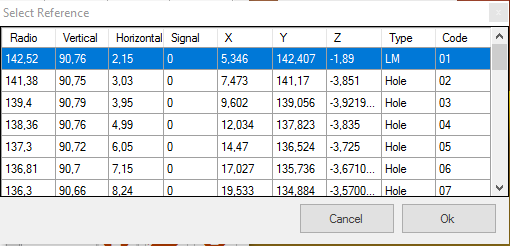 Select Reference
Radio Vertical Horizontal Signal X Y Z Type Code
142,52 90,76 2,15 0 5,346 142,407 -1,89 LM 01
141,38 90,75 3,03 0 7,473 141,17 -3,851 Hole 02
139,4 90,79 3,95 0 9,602 139,056 -3,9219... Hole 03
138,36 90,76 4,99 0 12,034 137,823 -3,835 Hole 04
137,3 90,72 6,05 0 14,47 136,524 -3,725 Hole 05
136,81 90,7 7,15 0 17,027 135,736 -3,6710... Hole 06
136,3 90,66 8,24 0 19,533 134,884 -3,5700... Hole 07
Cancel Ok